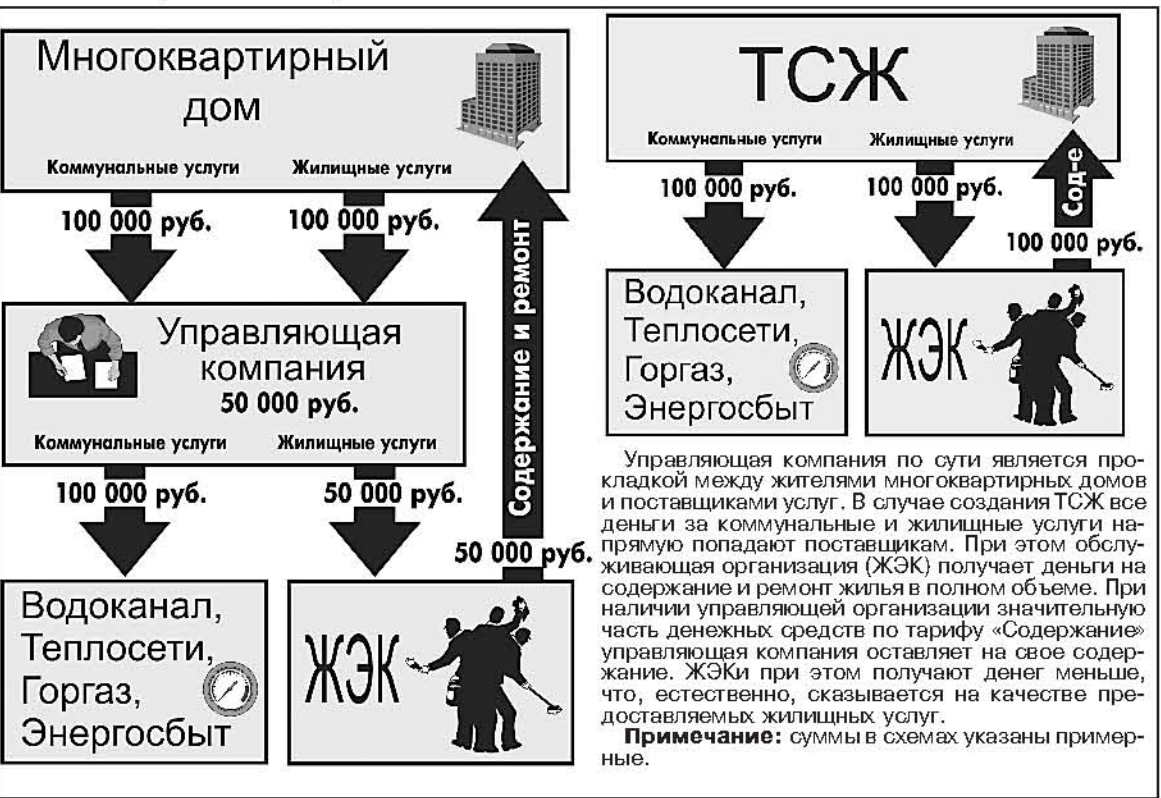 Многоквартирный
дом
Коммунальные услуги
Жилищные услуги
100 000 руб.
100 000 руб.
Управляющая
компания
50 000 руб.
Коммунальные услуги
Жилищные услуги
100 000 руб.
50 000 руб.
Содержание и ремонт
50 000 руб.
Водоканал,
Теплосети,
Горгаз,
Энергосбыт
ЖЭК
ТСЖ
Коммунальные услуги
Жилищные услуги
100 000 руб.
100 000 руб.
Сод-е
100 000 руб.
Водоканал,
Теплосети,
Горгаз,
Энергосбыт
ЖЭК
Управляющая компания по сути является про-
кладкой между жителями многоквартирных домов
и поставщиками услуг. В случае создания ТСЖ все
деньги за коммунальные и жилищные услуги на-
прямую попадают поставщикам. При этом обслу-
живающая организация (ЖЭК) получает деньги на
содержание и ремонт жилья в полном объеме. При
наличии управляющей организации значительную
часть денежных средств по тарифу «Содержание»
управляющая компания оставляет на свое содер-
жание. ЖЭКи при этом получают денег меньше,
что, естественно, сказывается на качестве пре-
доставляемых жилищных услуг.
Примечание: суммы в схемах указаны пример-
ные.